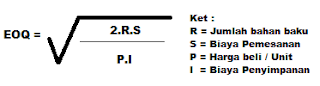 EOQ = √ 2.R.S
P.I
Ket :
R = Jumlah bahan baku
S = Biaya Pemesanan
P = Harga beli / Unit
I = Biaya Penyimpanan